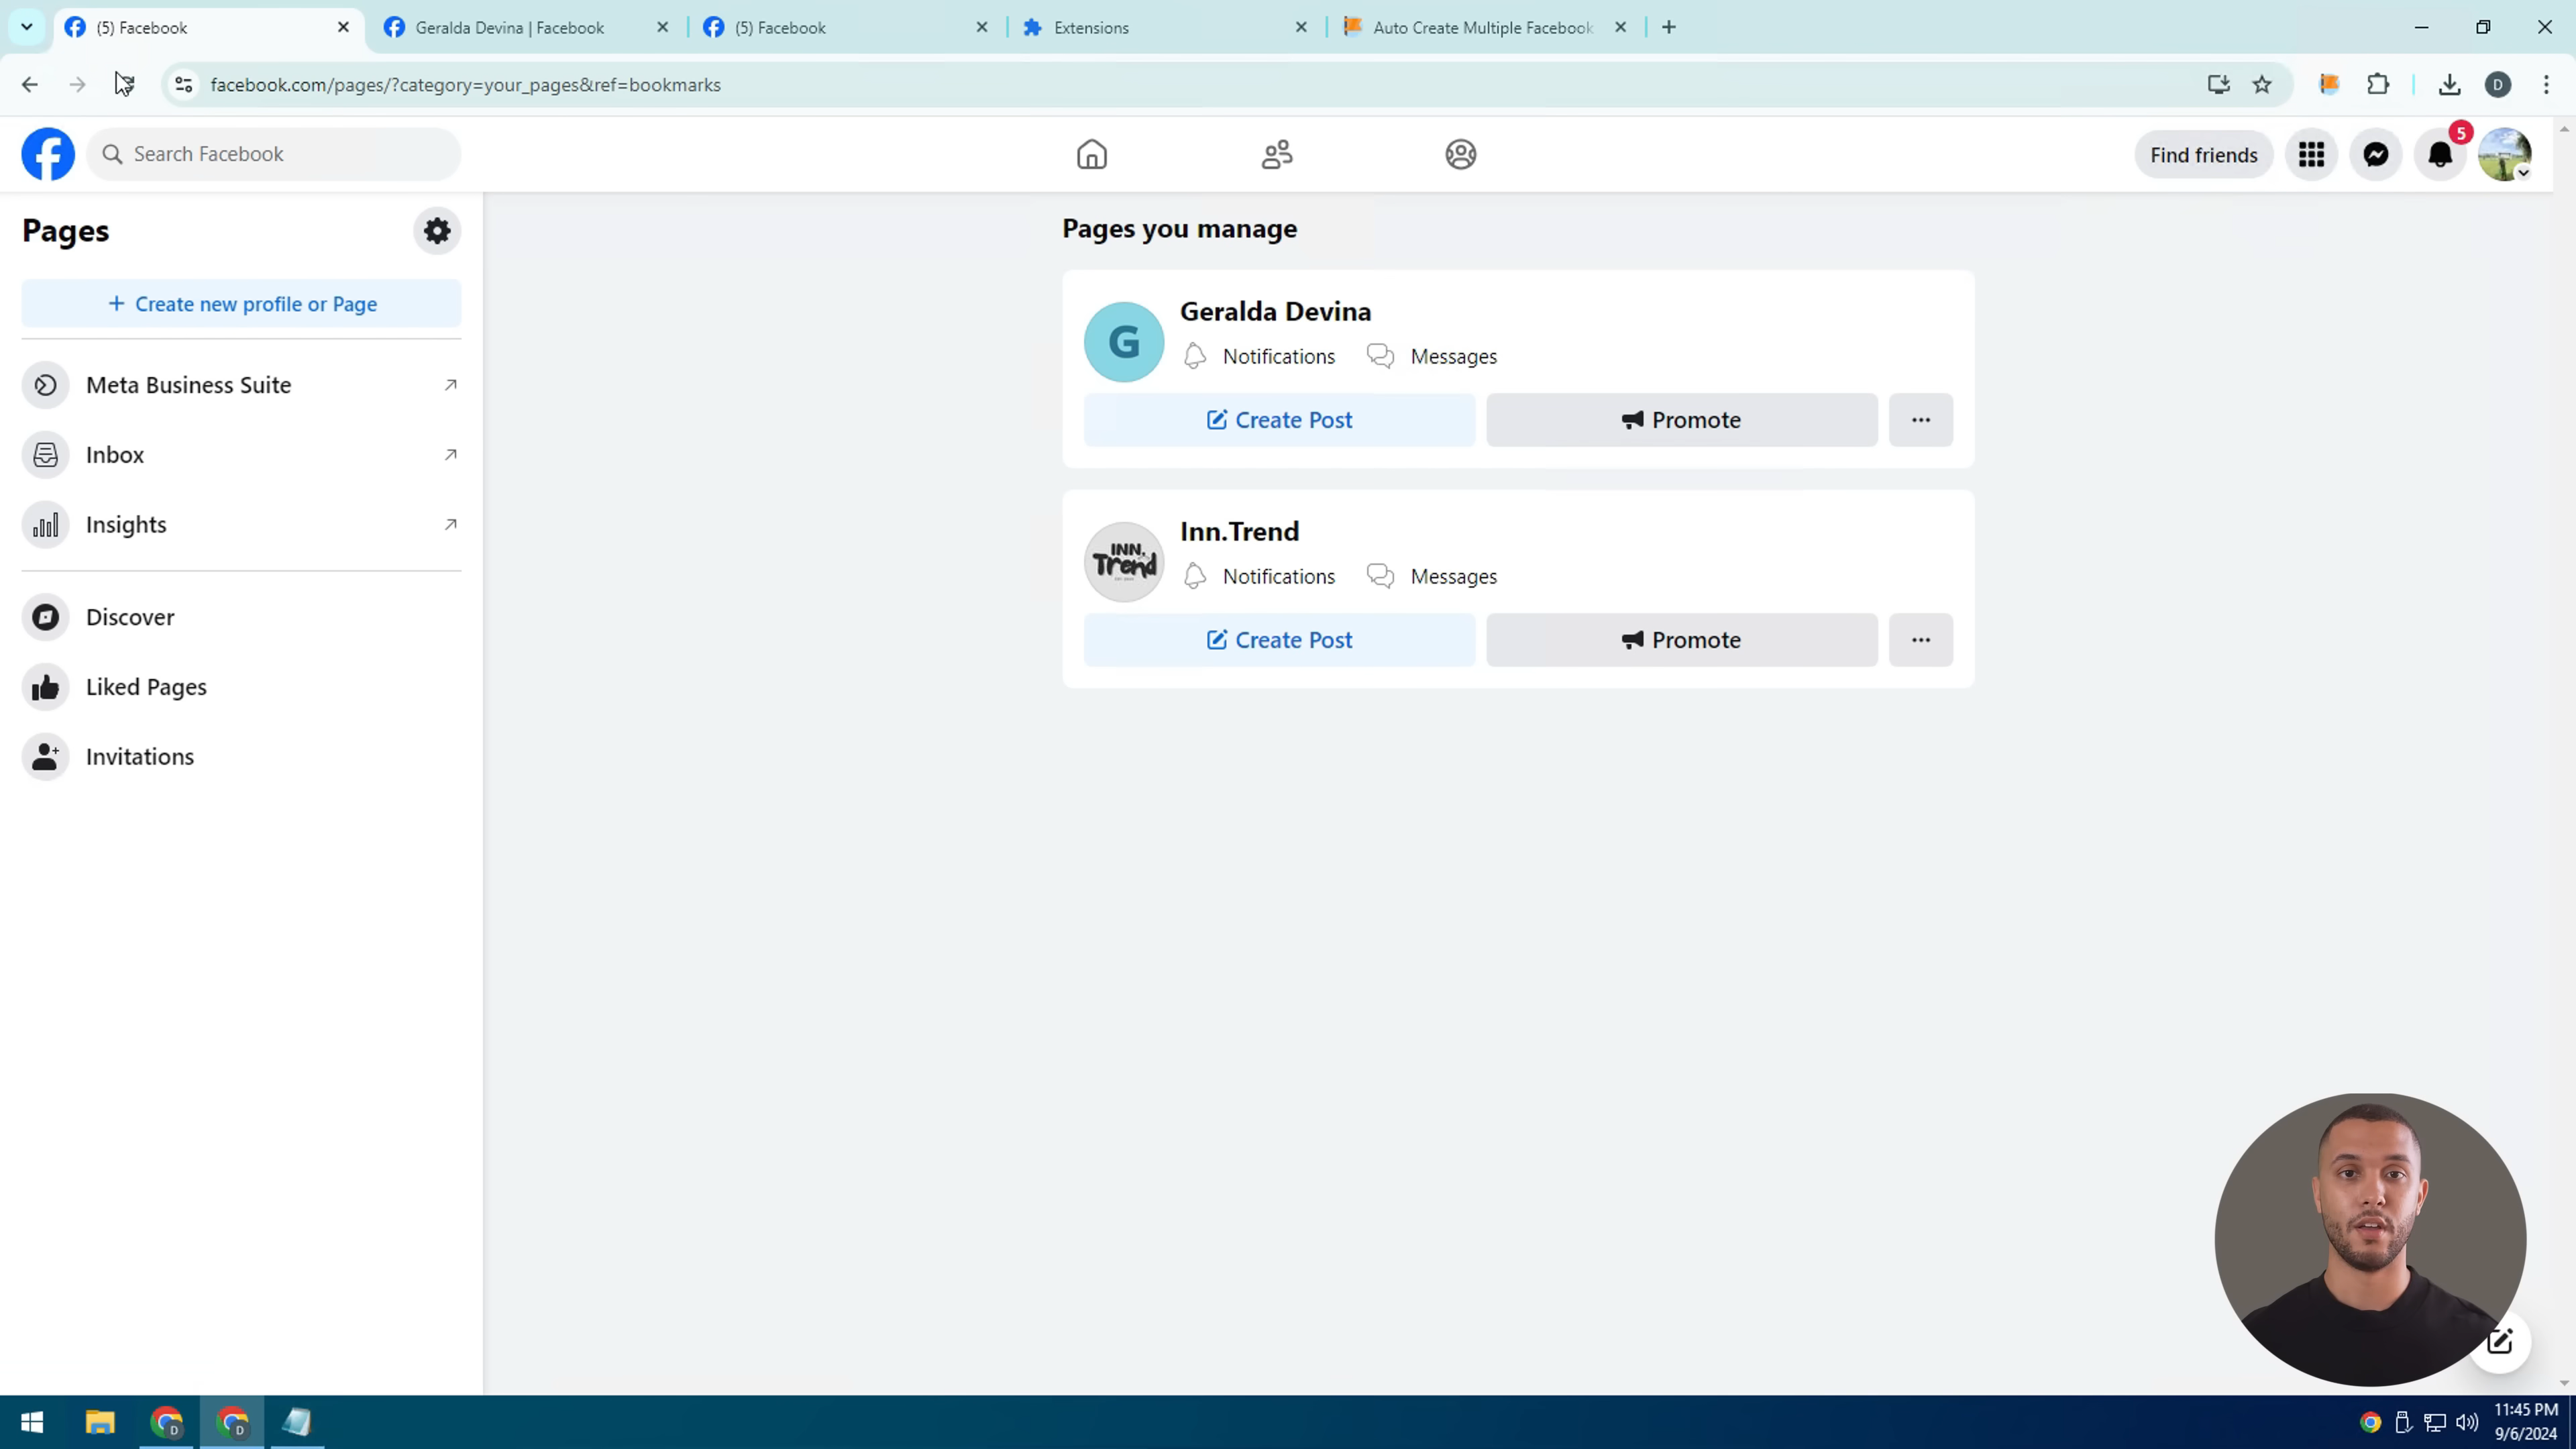 (5) Facebook
Geralda Devina | Facebook
(5) Facebook
Extensions
Auto Create Multiple Facebook
facebook.com/pages/?category=your_pages&ref=bookmarks
D
Search Facebook
Find friends
5
Pages
+ Create new profile or Page
Meta Business Suite
Inbox
Insights
Discover
Liked Pages
Invitations
Pages you manage
G
Geralda Devina
Notifications
Messages
Create Post
Promote
INN.
Trend
Inn.Trend
Notifications
Messages
Create Post
Promote
D
D
11:45 PM
9/6/2024